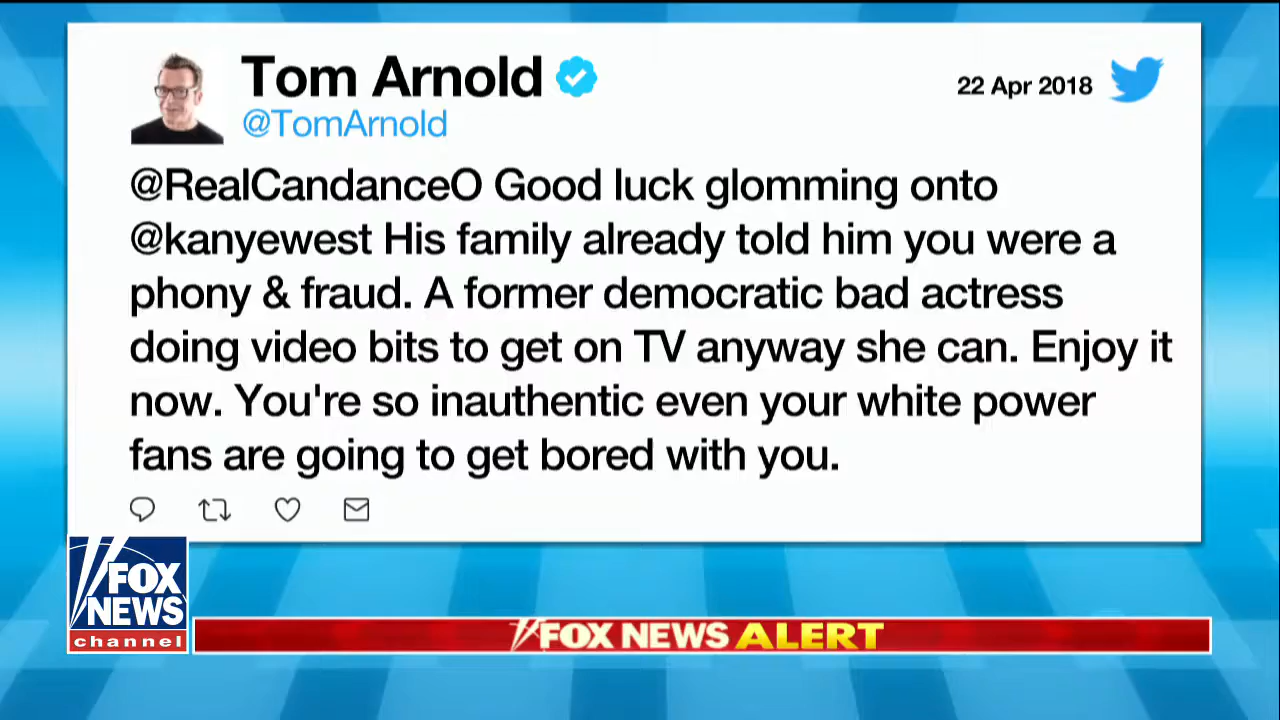 Tom Arnold
@TomArnold
22 Apr 2018
@RealCandanceO Good luck glomming onto
@kanyewest His family already told him you were a
phony & fraud. A former democratic bad actress
doing video bits to get on TV anyway she can. Enjoy it
now. You're so inauthentic even your white power
fans are going to get bored with you.
FOX
NEWS
channel
FOX NEWS ALERT